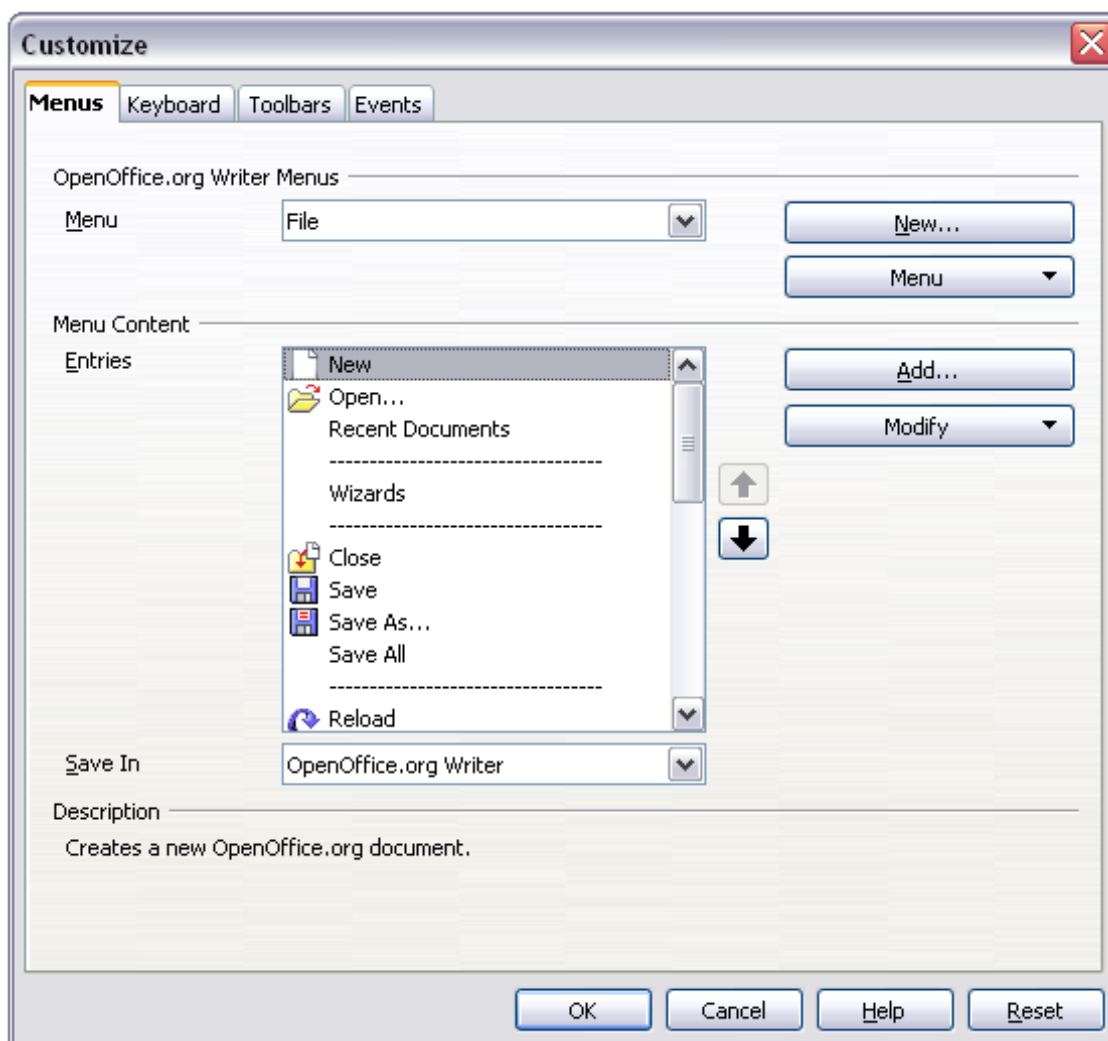 Customize
Menus Keyboard Toolbars Events
OpenOffice.org Writer Menus
Menu File New...
Menu
Menu Content
Entries New Add...
Open... Modify
Recent Documents
----------------------------------
Wizards
----------------------------------
Close
Save
Save As...
Save All
----------------------------------
Reload
Save In OpenOffice.org Writer
Description
Creates a new OpenOffice.org document.
OK Cancel Help Reset